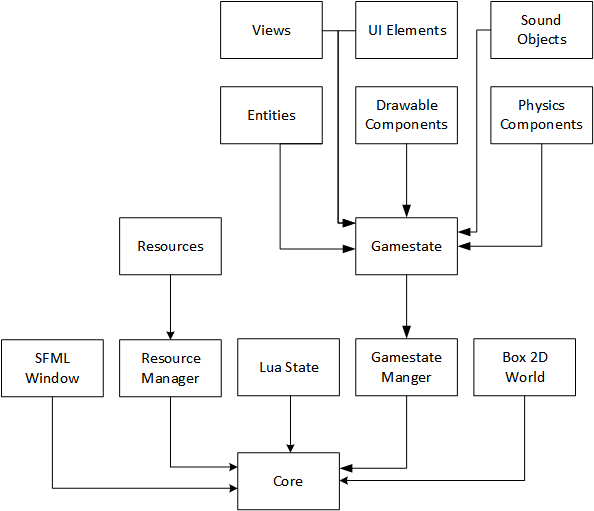 Views
UI Elements
Sound
Objects
Entities
Drawable
Components
Physics
Components
Resources
Gamestate
SFML
Window
Resource
Manager
Lua State
Gamestate
Manger
Box 2D
World
Core